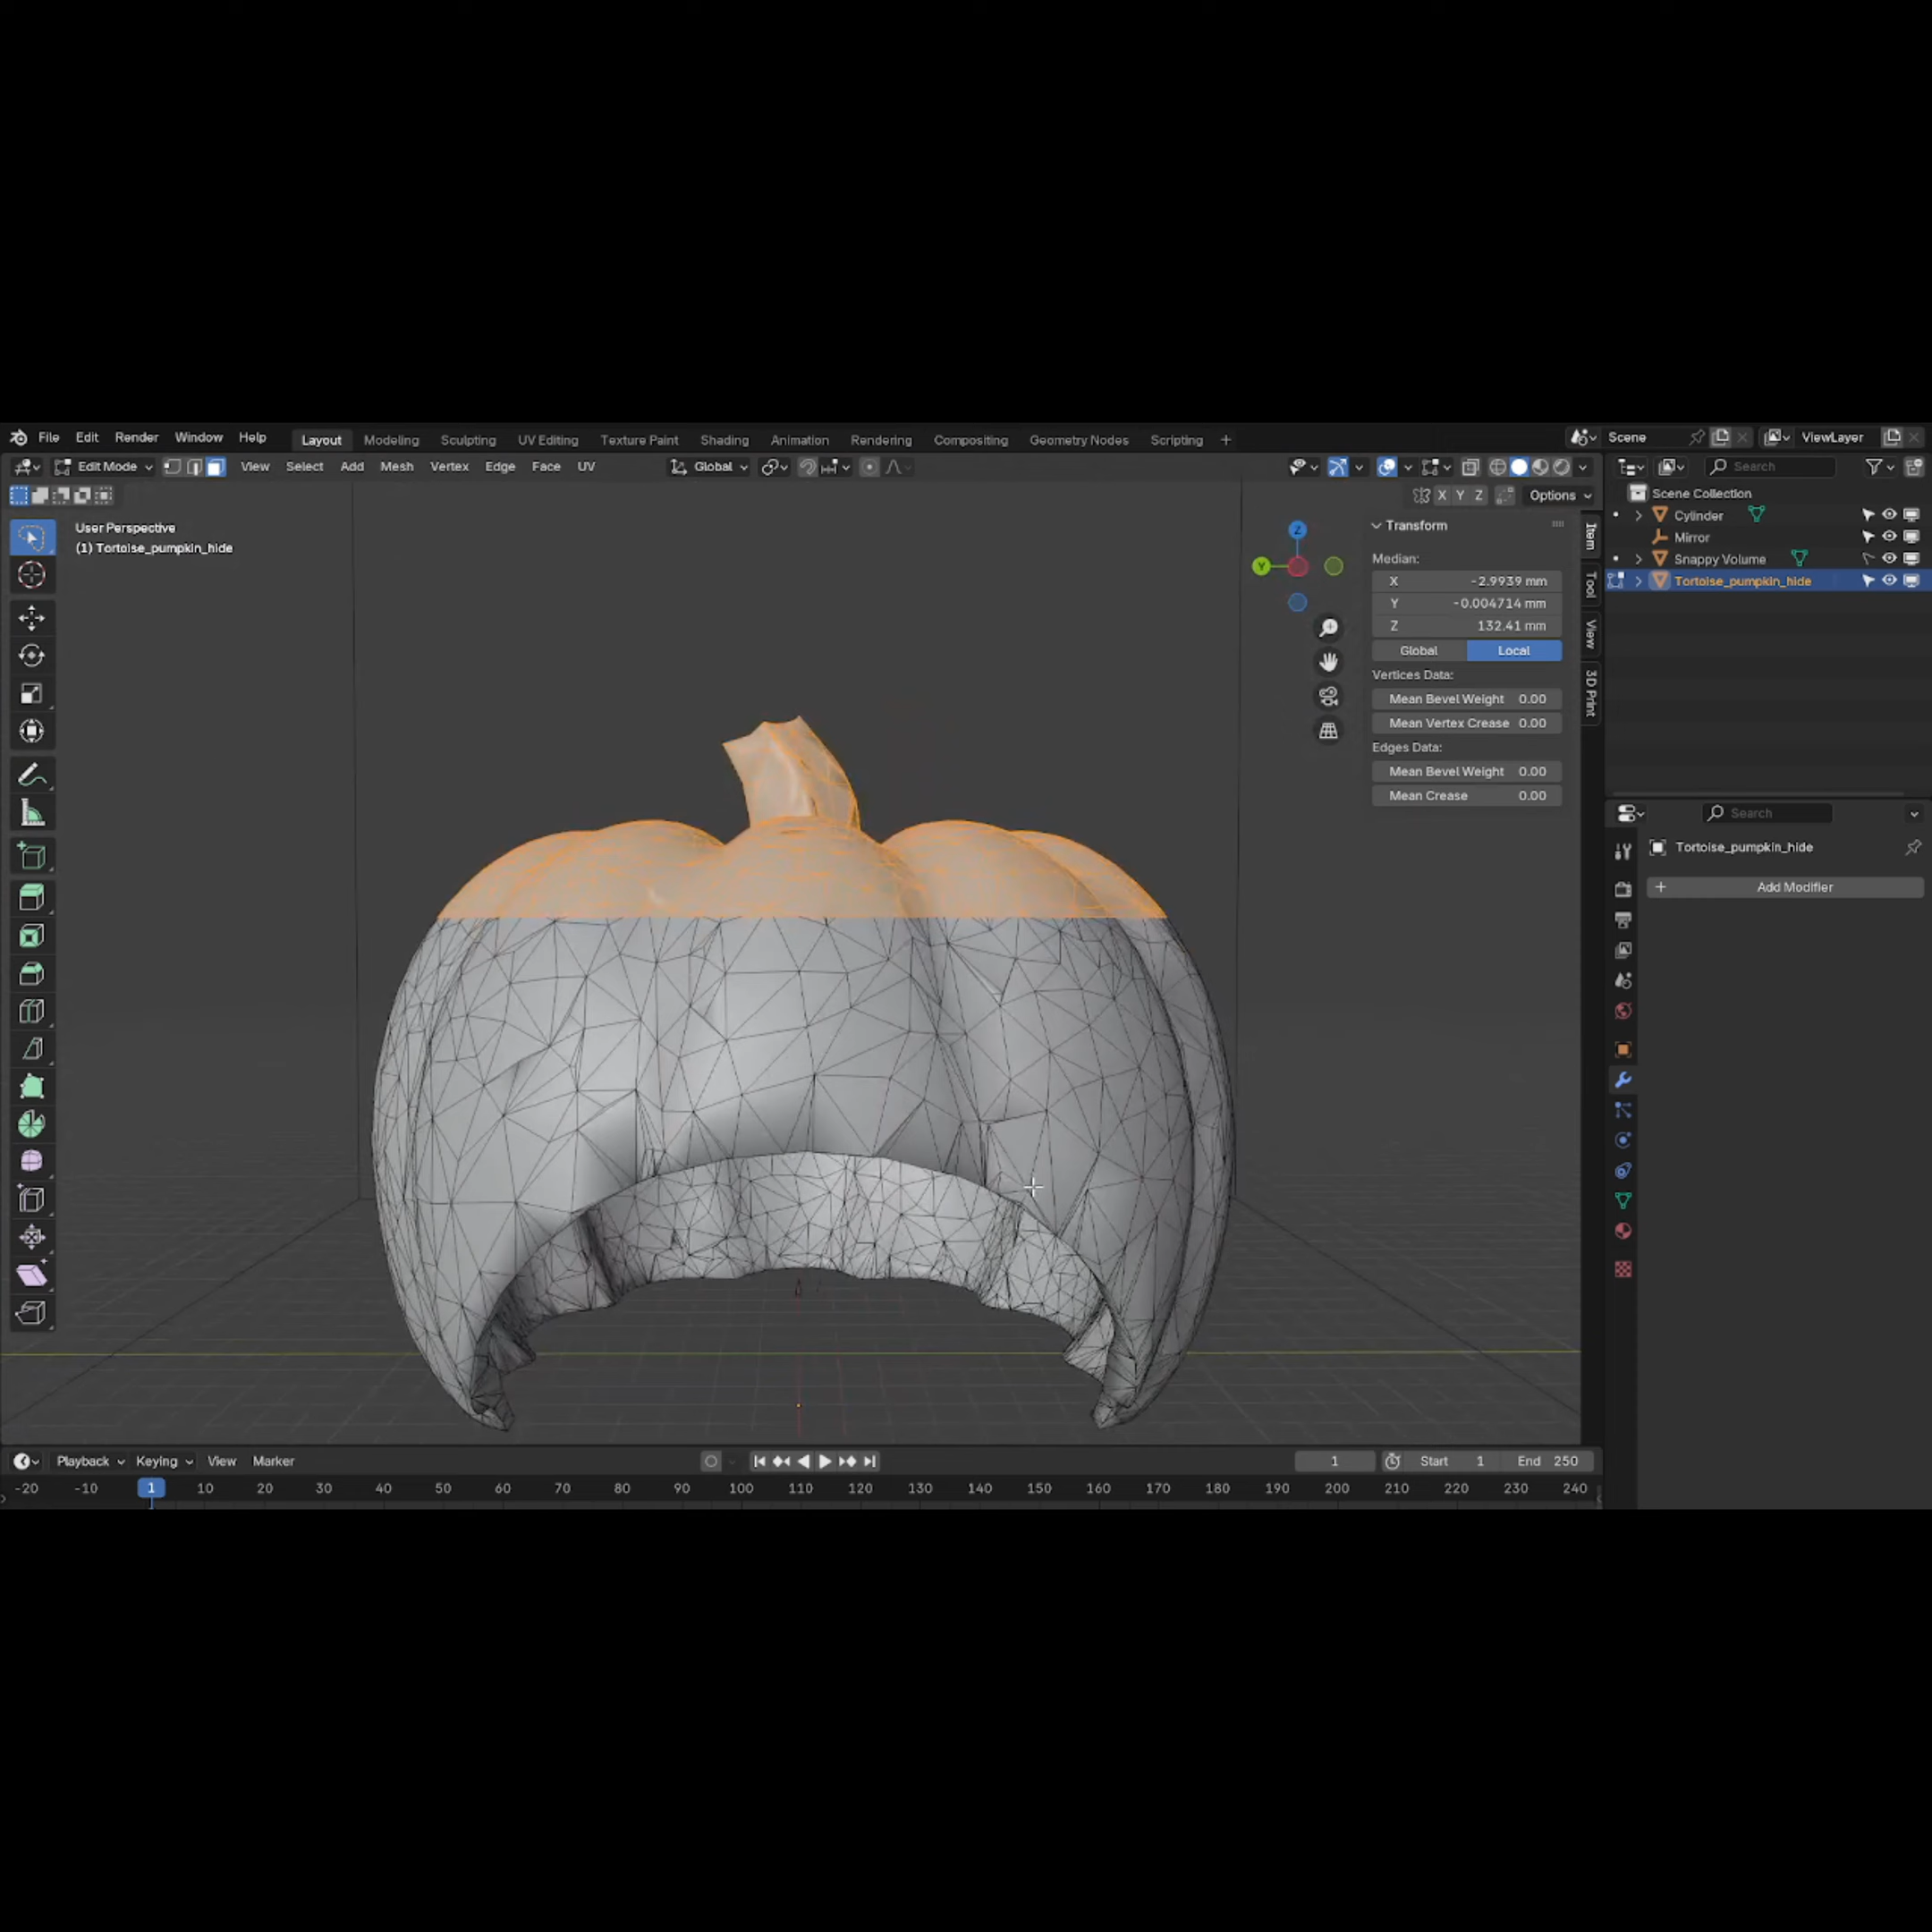 File Edit Render Window Help Layout Modeling Sculpting UV Editing Texture Paint Shading Animation Rendering Compositing Geometry Nodes Scripting + Scene ViewLayer
Edit Mode View Select Add Mesh Vertex Edge Face UV Global Search
X Y Z Options Scene Collection
User Perspective
(1) Tortoise_pumpkin_hide
Z
Y
Transform
Median:
X -2.9939 mm
Y -0.004714 mm
Z 132.41 mm
Global Local
Vertices Data:
Mean Bevel Weight 0.00
Mean Vertex Crease 0.00
Edges Data:
Mean Bevel Weight 0.00
Mean Crease 0.00
Item
Tool
View
3D Print
Cylinder
Mirror
Snappy Volume
Tortoise_pumpkin_hide
Search
Tortoise_pumpkin_hide
+ Add Modifier
Playback Keying View Marker 1 Start 1 End 250
-20 -10 1 10 20 30 40 50 60 70 80 90 100 110 120 130 140 150 160 170 180 190 200 210 220 230 240